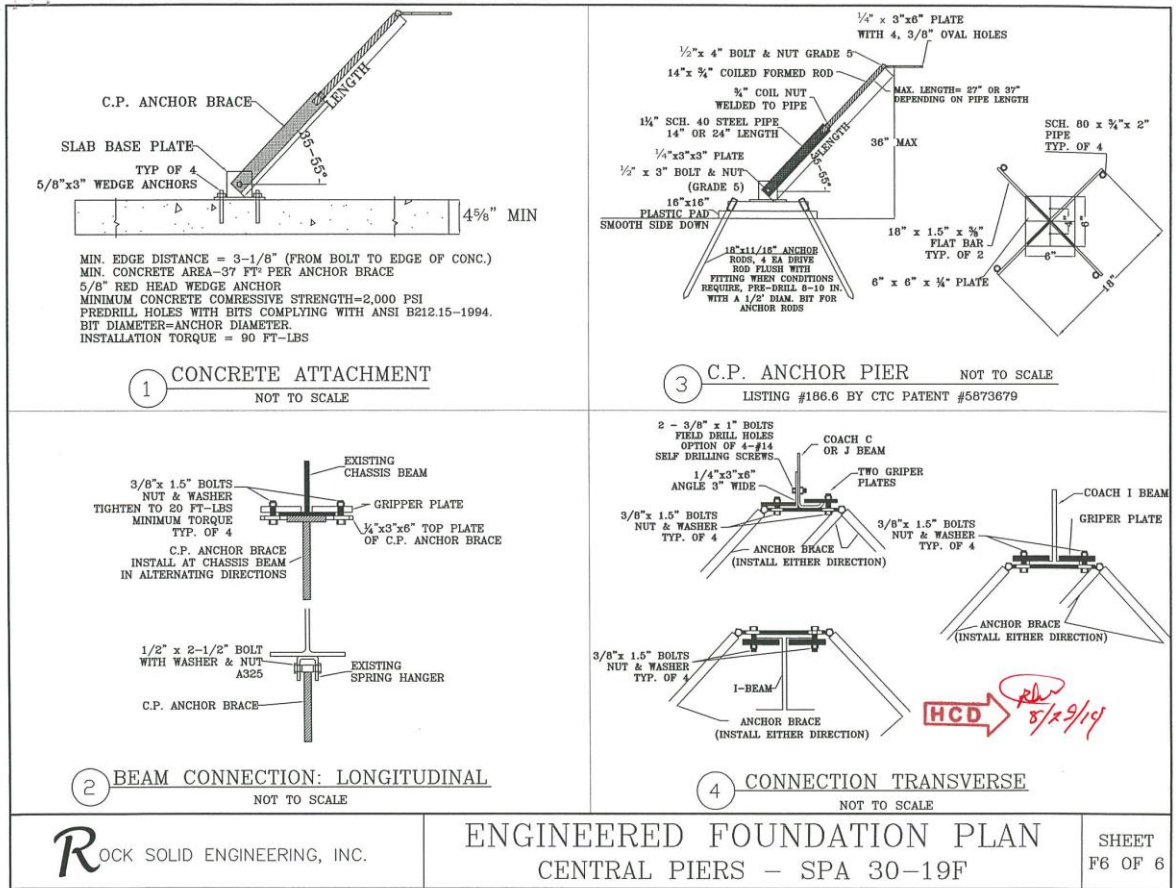 C.P. ANCHOR BRACE
LENGTH
SLAB BASE PLATE
35-55°
TYP OF 4
5/8"x3" WEDGE ANCHORS
4⅝" MIN
MIN. EDGE DISTANCE = 3-1/8" (FROM BOLT TO EDGE OF CONC.)
MIN. CONCRETE AREA-37 FT² PER ANCHOR BRACE
5/8" RED HEAD WEDGE ANCHOR
MINIMUM CONCRETE COMRESSIVE STRENGTH=2,000 PSI
PREDRILL HOLES WITH BITS COMPLYING WITH ANSI B212.15-1994.
BIT DIAMETER=ANCHOR DIAMETER.
INSTALLATION TORQUE = 90 FT-LBS
1 CONCRETE ATTACHMENT
NOT TO SCALE
¼" x 3"x6" PLATE
WITH 4, 3/8" OVAL HOLES
½"x 4" BOLT & NUT GRADE 5
14"x ¾" COILED FORMED ROD
MAX. LENGTH= 27" OR 37"
DEPENDING ON PIPE LENGTH
¾" COIL NUT
WELDED TO PIPE
1¼" SCH. 40 STEEL PIPE
14" OR 24" LENGTH
LENGTH
36" MAX
¼"x3"x3" PLATE
½" x 3" BOLT & NUT
(GRADE 5)
35-55°
16"x16"
PLASTIC PAD
SMOOTH SIDE DOWN
18"x11/16" ANCHOR
RODS, 4 EA DRIVE
ROD FLUSH WITH
FITTING WHEN CONDITIONS
REQUIRE, PRE-DRILL 8-10 IN.
WITH A 1/2' DIAM. BIT FOR
ANCHOR RODS
SCH. 80 x ¾"x 2"
PIPE
TYP. OF 4
18" x 1.5" x ⅜"
FLAT BAR
TYP. OF 2
6"
6"
6" x 6" x ¼" PLATE
18"
3 C.P. ANCHOR PIER NOT TO SCALE
LISTING #186.6 BY CTC PATENT #5873679
EXISTING
CHASSIS BEAM
3/8"x 1.5" BOLTS
NUT & WASHER
TIGHTEN TO 20 FT-LBS
MINIMUM TORQUE
TYP. OF 4
GRIPPER PLATE
¼"x3"x6" TOP PLATE
OF C.P. ANCHOR BRACE
C.P. ANCHOR BRACE
INSTALL AT CHASSIS BEAM
IN ALTERNATING DIRECTIONS
1/2" x 2-1/2" BOLT
WITH WASHER & NUT
A325
EXISTING
SPRING HANGER
C.P. ANCHOR BRACE
2 BEAM CONNECTION: LONGITUDINAL
NOT TO SCALE
2 - 3/8" x 1" BOLTS
FIELD DRILL HOLES
OPTION OF 4-#14
SELF DRILLING SCREWS
COACH C
OR J BEAM
1/4"x3"x6"
ANGLE 3" WIDE
TWO GRIPER
PLATES
3/8"x 1.5" BOLTS
NUT & WASHER
TYP. OF 4
ANCHOR BRACE
(INSTALL EITHER DIRECTION)
COACH I BEAM
GRIPER PLATE
3/8"x 1.5" BOLTS
NUT & WASHER
TYP. OF 4
ANCHOR BRACE
(INSTALL EITHER DIRECTION)
3/8"x 1.5" BOLTS
NUT & WASHER
TYP. OF 4
I-BEAM
ANCHOR BRACE
(INSTALL EITHER DIRECTION)
HCD
8/29/19
4 CONNECTION TRANSVERSE
NOT TO SCALE
ROCK SOLID ENGINEERING, INC.
ENGINEERED FOUNDATION PLAN
CENTRAL PIERS - SPA 30-19F
SHEET
F6 OF 6